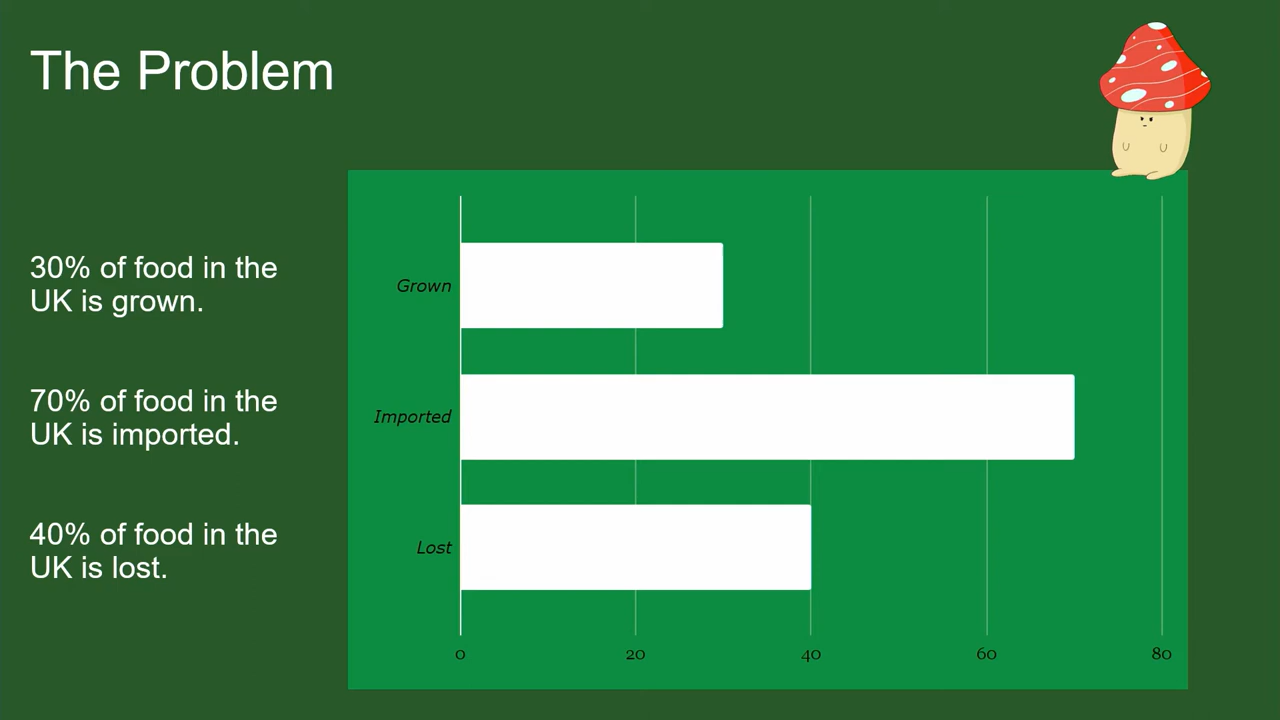 The Problem
30% of food in the
UK is grown.
70% of food in the
UK is imported.
40% of food in the
UK is lost.
Grown
Imported
Lost
0 20 40 60 80